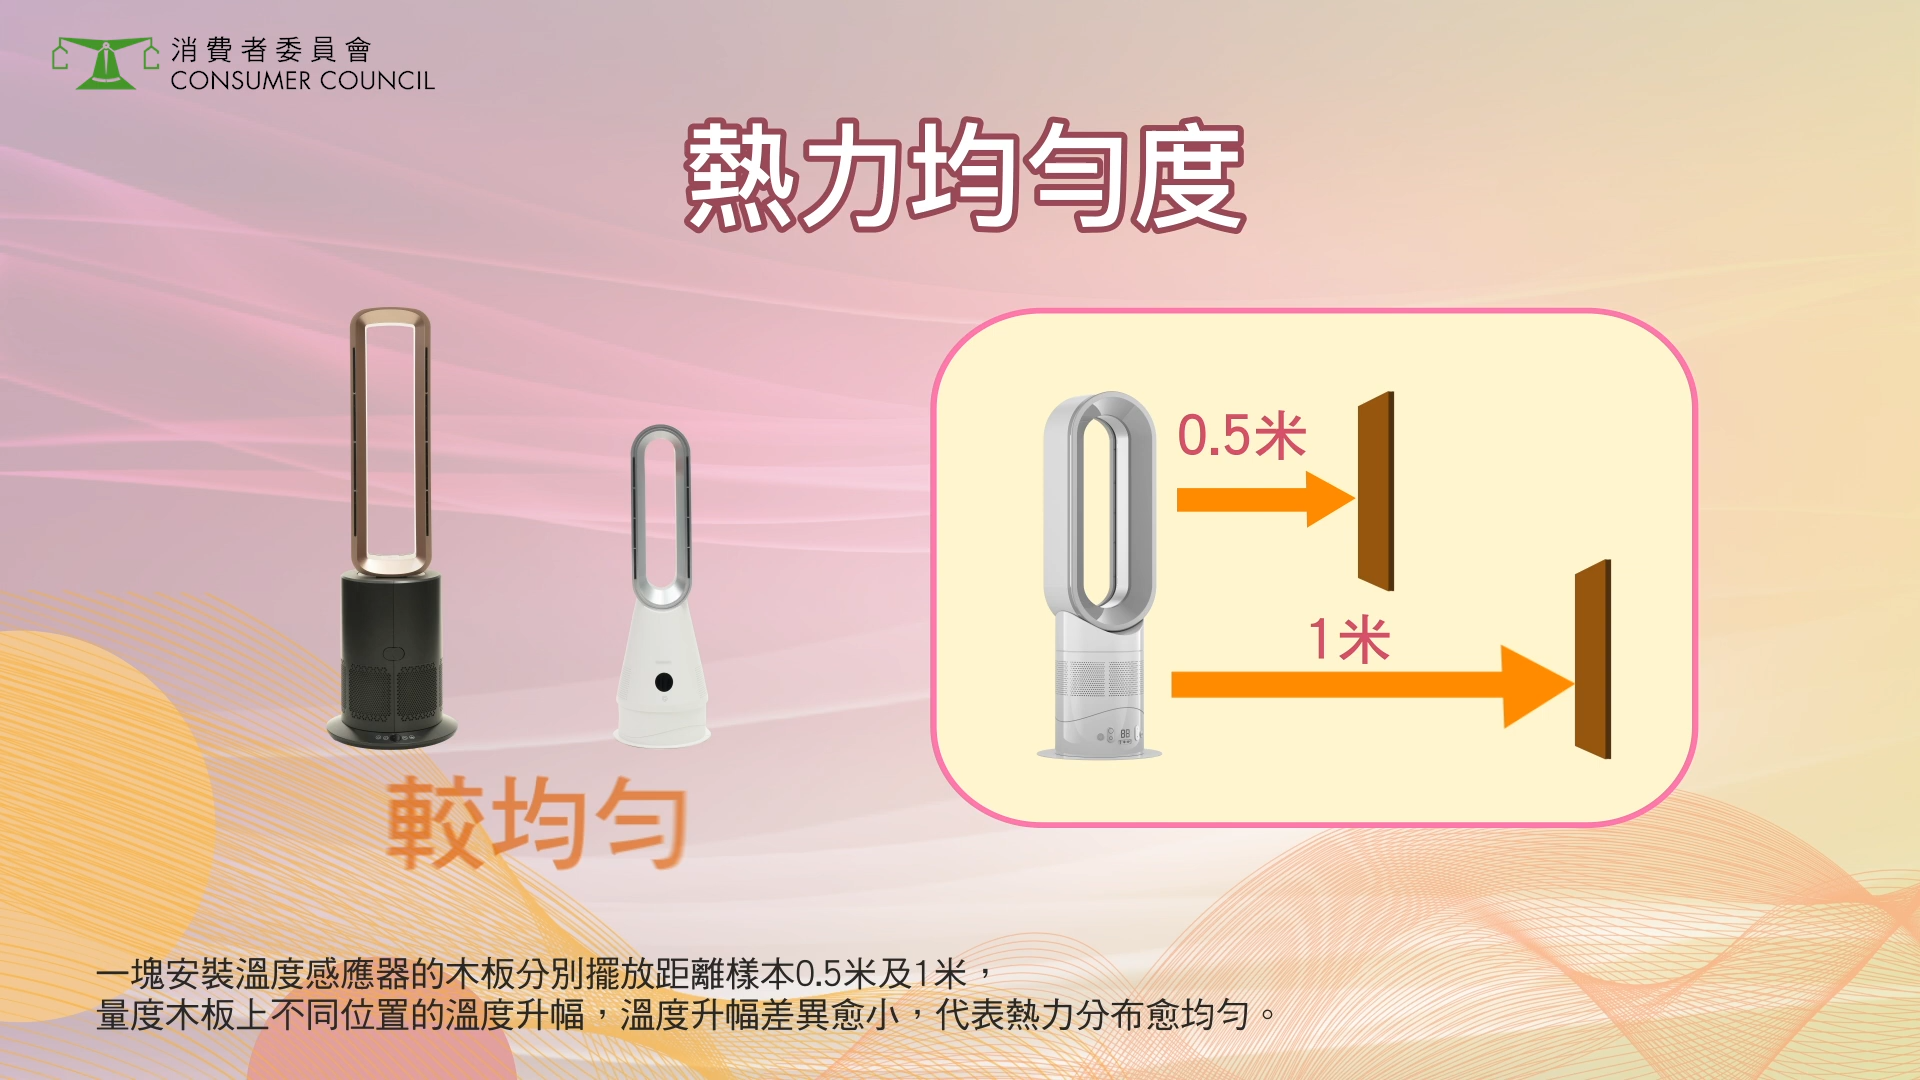 消費者委員會
CONSUMER COUNCIL
熱力均勻度
0.5米
1米
88
較均勻
一塊安裝溫度感應器的木板分別擺放距離樣本0.5米及1米，
量度木板上不同位置的溫度升幅，溫度升幅差異愈小，代表熱力分布愈均勻。